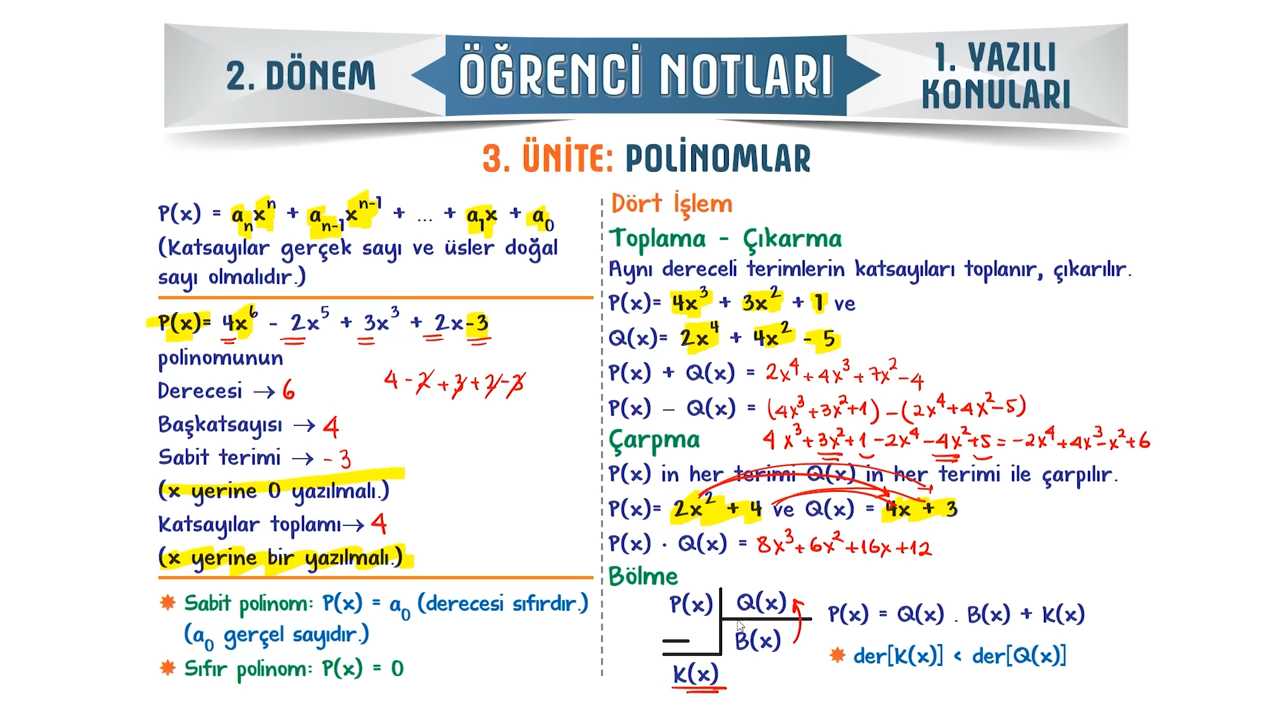 2. DÖNEM
ÖĞRENCİ NOTLARI
1. YAZILI
KONULARI
3. ÜNİTE: POLİNOMLAR
P(x) = aₙxⁿ + aₙ₋₁xⁿ⁻¹ + ... + a₁x + a₀
(Katsayılar gerçek sayı ve üsler doğal
sayı olmalıdır.)
P(x)= 4x⁶ - 2x⁵ + 3x³ + 2x-3
polinomunun
Derecesi → 6
4-2+3+2-3
Başkatsayısı → 4
Sabit terimi → -3
(x yerine 0 yazılmalı.)
Katsayılar toplamı→ 4
(x yerine bir yazılmalı.)
✸ Sabit polinom: P(x) = a₀ (derecesi sıfırdır.)
(a₀ gerçel sayıdır.)
✸ Sıfır polinom: P(x) = 0
Dört İşlem
Toplama - Çıkarma
Aynı dereceli terimlerin katsayıları toplanır, çıkarılır.
P(x)= 4x³ + 3x² + 1 ve
Q(x)= 2x⁴ + 4x² - 5
P(x) + Q(x) = 2x⁴+4x³+7x²-4
P(x) - Q(x) = (4x³+3x²+1)-(2x⁴+4x²-5)
Çarpma
4x³+3x²+1-2x⁴-4x²+5=-2x⁴+4x³-x²+6
P(x) in her terimi Q(x) in her terimi ile çarpılır.
P(x)= 2x² + 4 ve Q(x) = 4x + 3
P(x) . Q(x) = 8x³+6x²+16x+12
Bölme
P(x) Q(x)
B(x)
K(x)
P(x) = Q(x) . B(x) + K(x)
✸ der[K(x)] < der[Q(x)]